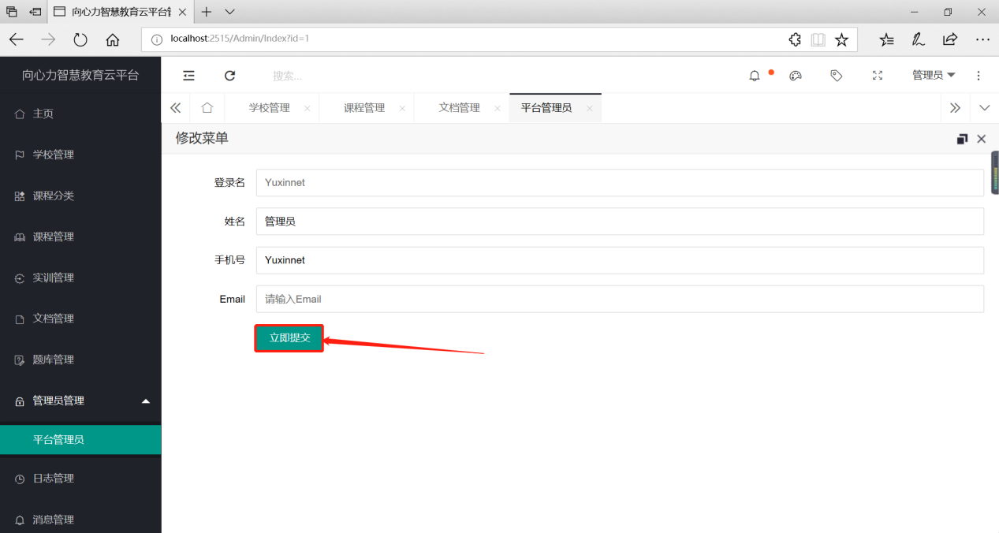 向心力智慧教育云平台管
localhost:2515/Admin/Index?id=1
向心力智慧教育云平台
搜索...
管理员
学校管理
课程管理
文档管理
平台管理员
修改菜单
登录名
Yuxinnet
姓名
管理员
手机号
Yuxinnet
Email
请输入Email
立即提交
主页
学校管理
课程分类
课程管理
实训管理
文档管理
题库管理
管理员管理
平台管理员
日志管理
消息管理